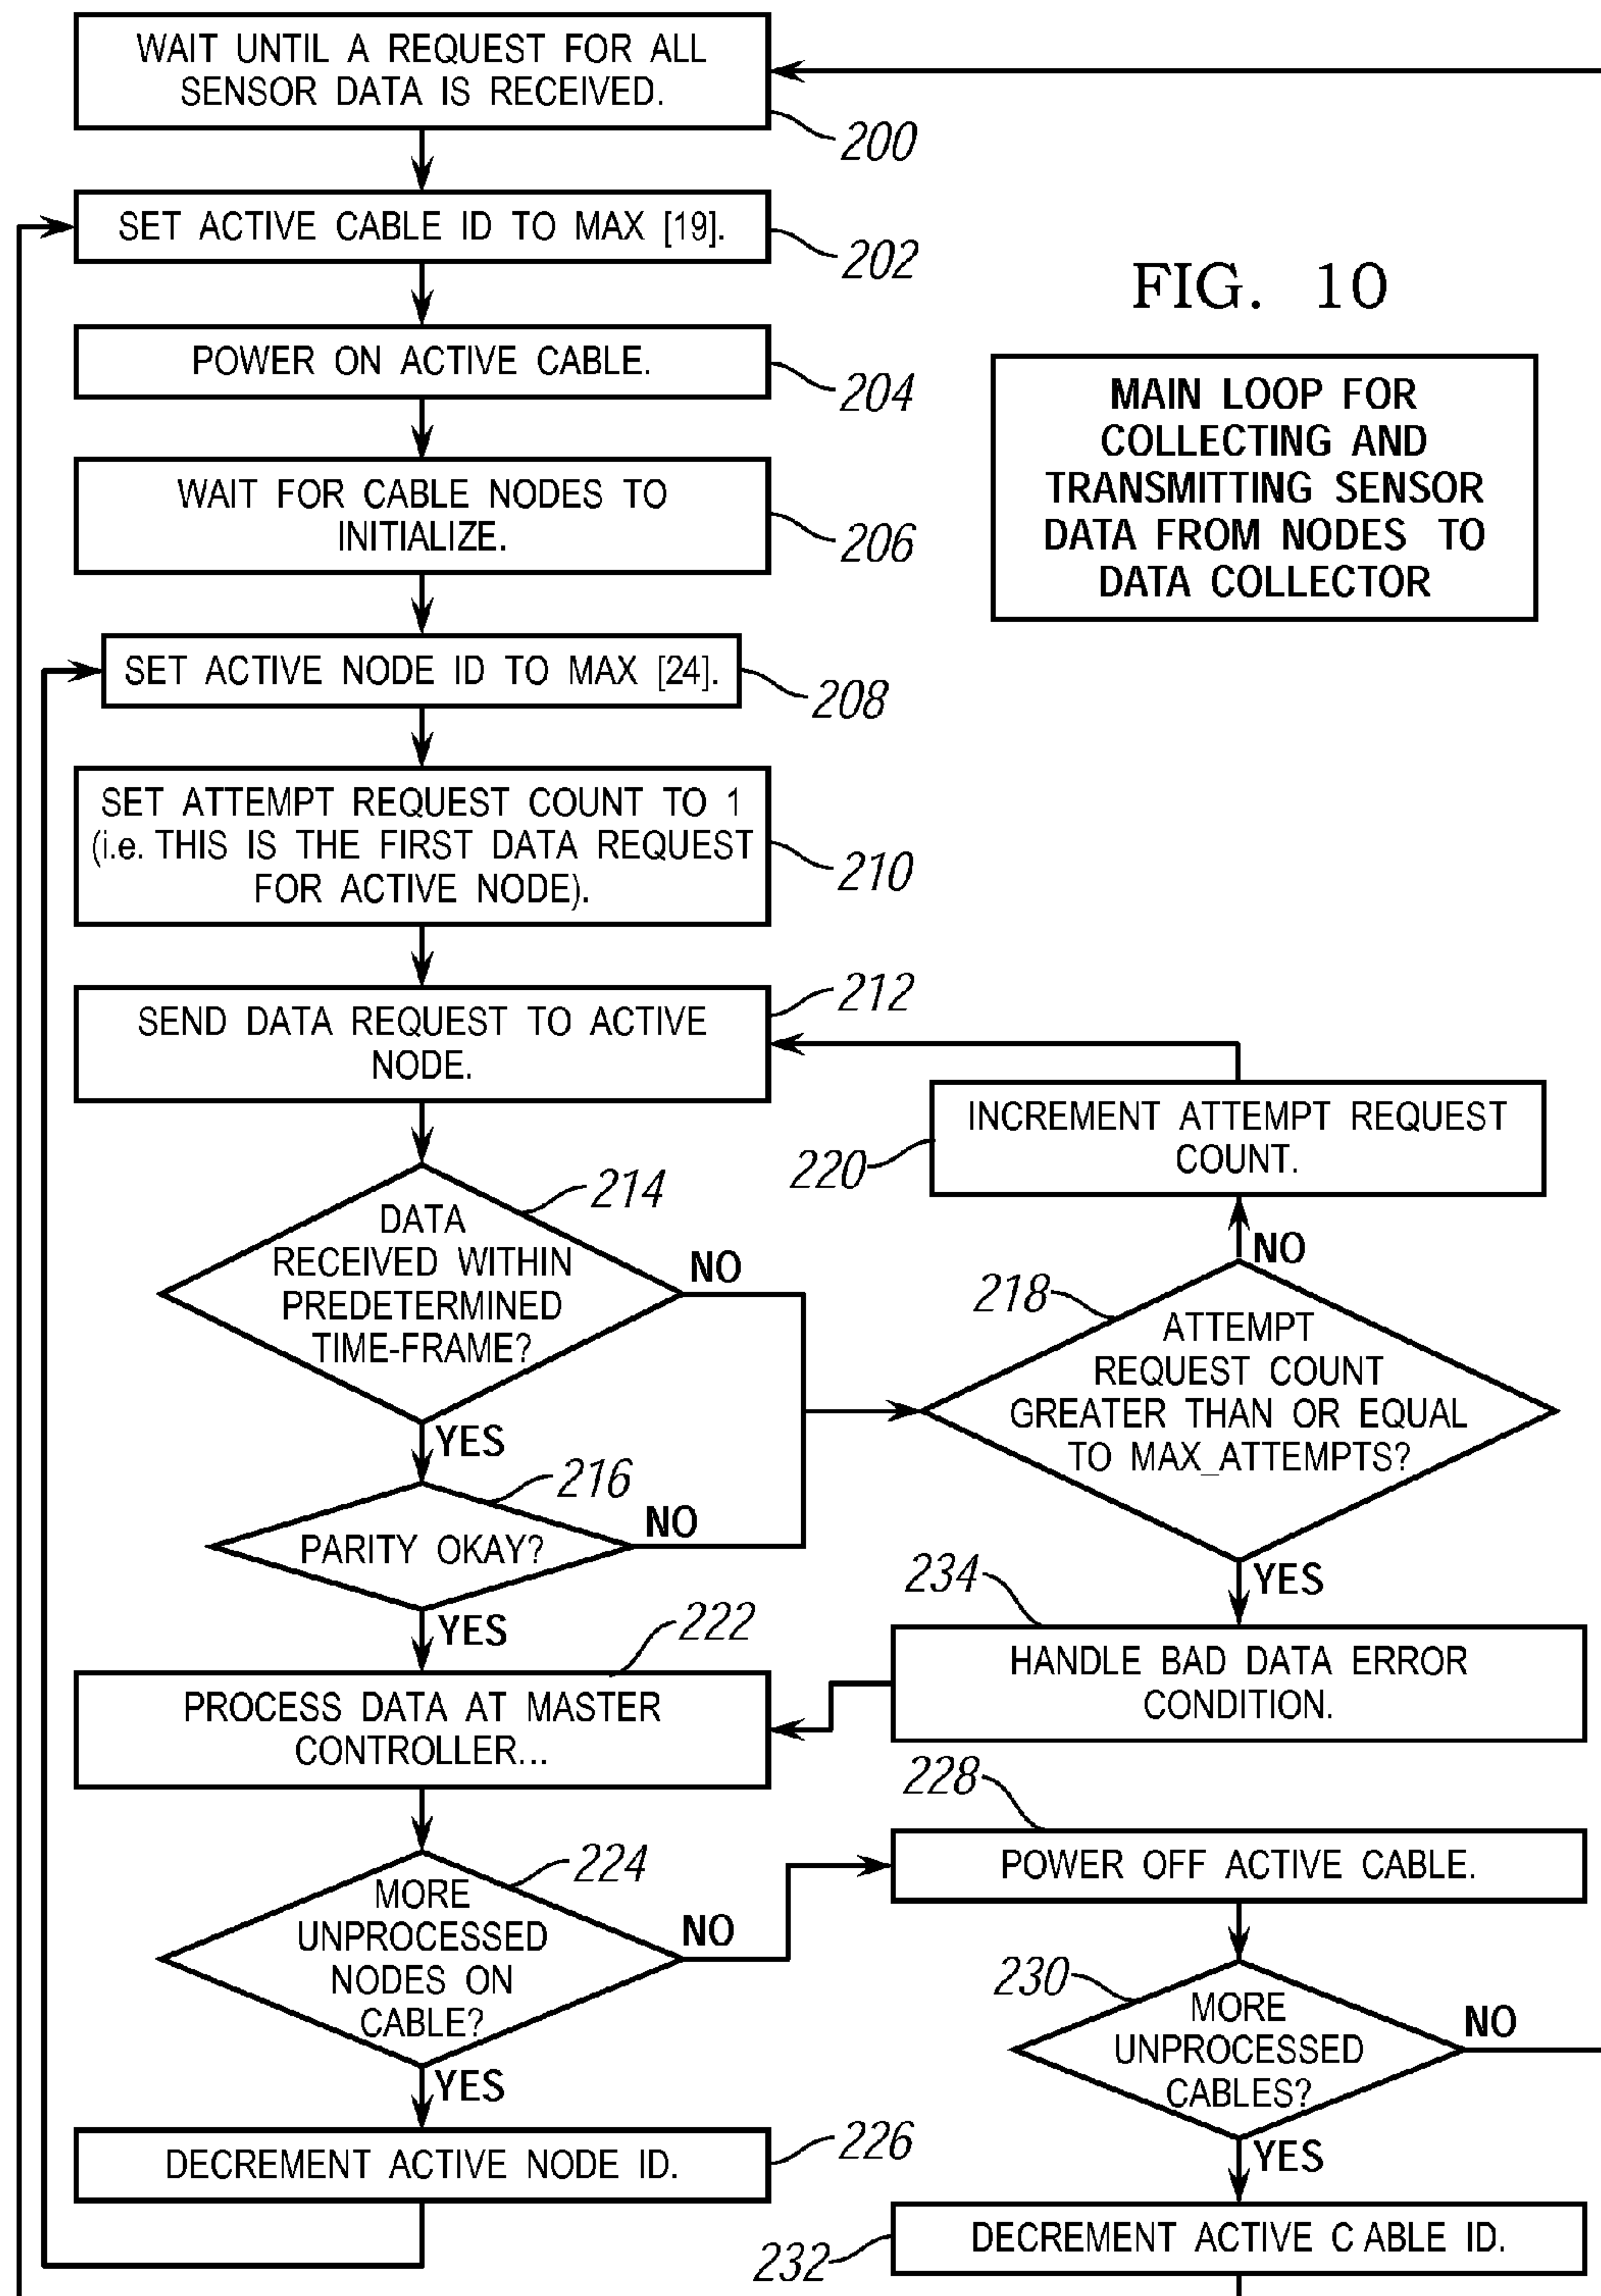 WAIT UNTIL A REQUEST FOR ALL
SENSOR DATA IS RECEIVED.
200
SET ACTIVE CABLE ID TO MAX [19].
202
FIG. 10
POWER ON ACTIVE CABLE.
204
MAIN LOOP FOR
COLLECTING AND
TRANSMITTING SENSOR
DATA FROM NODES TO
DATA COLLECTOR
WAIT FOR CABLE NODES TO
INITIALIZE.
206
SET ACTIVE NODE ID TO MAX [24].
208
SET ATTEMPT REQUEST COUNT TO 1
(i.e. THIS IS THE FIRST DATA REQUEST
FOR ACTIVE NODE).
210
SEND DATA REQUEST TO ACTIVE
NODE.
212
INCREMENT ATTEMPT REQUEST
COUNT.
220
DATA
RECEIVED WITHIN
PREDETERMINED
TIME-FRAME?
214
NO
YES
NO
218
ATTEMPT
REQUEST COUNT
GREATER THAN OR EQUAL
TO MAX_ATTEMPTS?
YES
PARITY OKAY?
216
NO
YES
234
HANDLE BAD DATA ERROR
CONDITION.
222
PROCESS DATA AT MASTER
CONTROLLER...
228
POWER OFF ACTIVE CABLE.
224
MORE
UNPROCESSED
NODES ON
CABLE?
NO
YES
230
MORE
UNPROCESSED
CABLES?
NO
YES
DECREMENT ACTIVE NODE ID.
226
DECREMENT ACTIVE C ABLE ID.
232